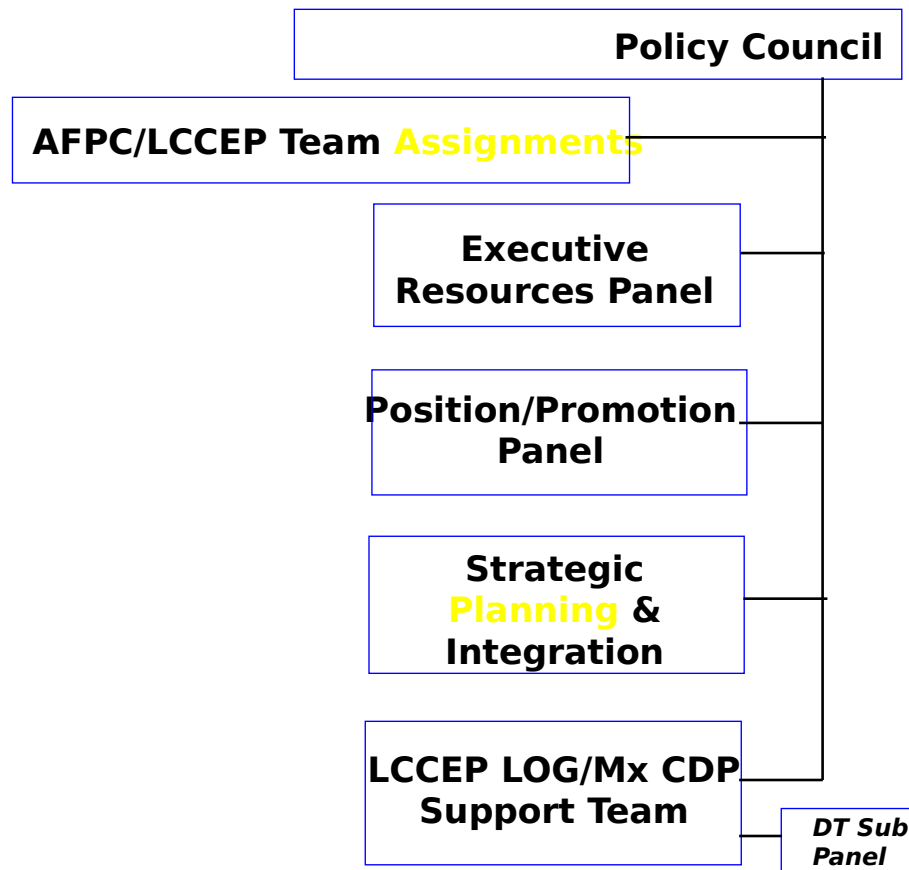 Policy Council
AFPC/LCCEP Team Assignments
Executive
Resources Panel
Position/Promotion
Panel
Strategic
Planning &
Integration
LCCEP LOG/Mx CDP
Support Team
DT Sub
Panel